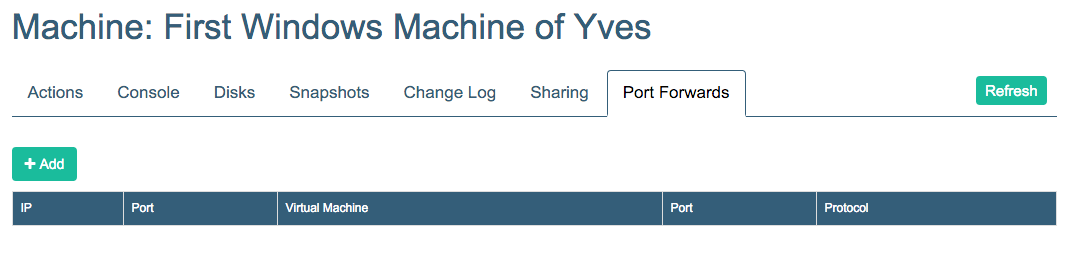 Machine: First Windows Machine of Yves
Actions Console Disks Snapshots Change Log Sharing Port Forwards Refresh
+ Add
IP Port Virtual Machine Port Protocol